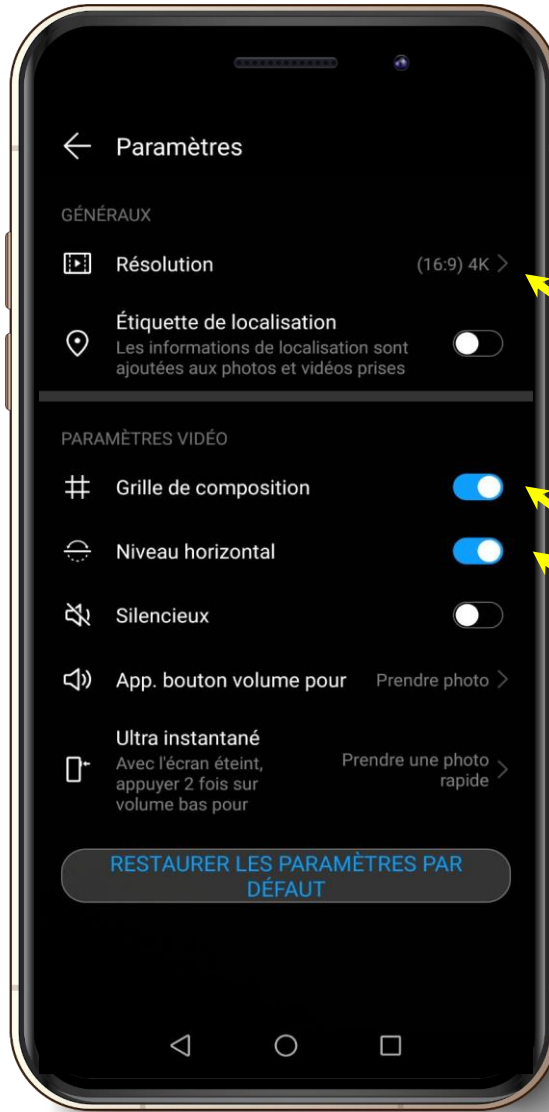 Paramètres
GÉNÉRAUX
Résolution (16:9) 4K
Étiquette de localisation
Les informations de localisation sont
ajoutées aux photos et vidéos prises
PARAMÈTRES VIDÉO
Grille de composition
Niveau horizontal
Silencieux
App. bouton volume pour Prendre photo
Ultra instantané
Avec l'écran éteint,
appuyer 2 fois sur
volume bas pour
Prendre une photo
rapide
RESTAURER LES PARAMÈTRES PAR
DÉFAUT